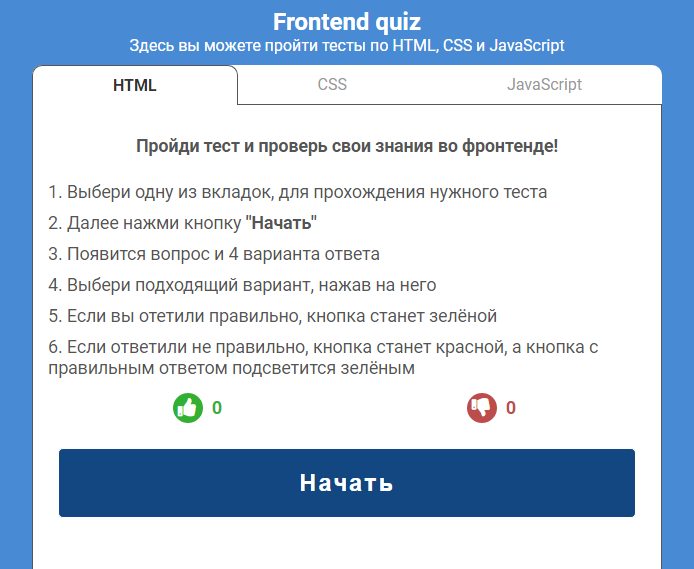 Frontend quiz
Здесь вы можете пройти тесты по HTML, CSS и JavaScript
HTML
CSS
JavaScript
Пройди тест и проверь свои знания во фронтенде!
1. Выбери одну из вкладок, для прохождения нужного теста
2. Далее нажми кнопку "Начать"
3. Появится вопрос и 4 варианта ответа
4. Выбери подходящий вариант, нажав на него
5. Если вы отетили правильно, кнопка станет зелёной
6. Если ответили не правильно, кнопка станет красной, а кнопка с
правильным ответом подсветится зелёным
0
0
Начать